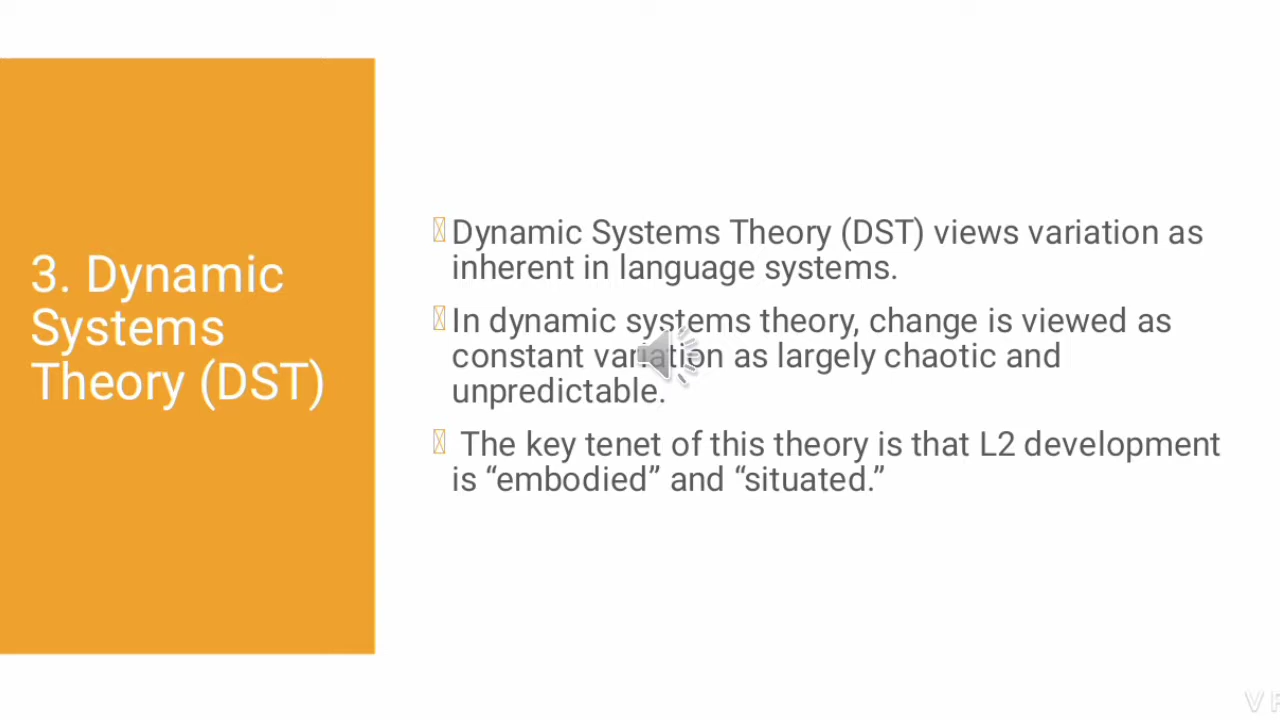 3. Dynamic
Systems
Theory (DST)
Dynamic Systems Theory (DST) views variation as
inherent in language systems.
In dynamic systems theory, change is viewed as
constant variation as largely chaotic and
unpredictable.
The key tenet of this theory is that L2 development
is “embodied” and “situated.”